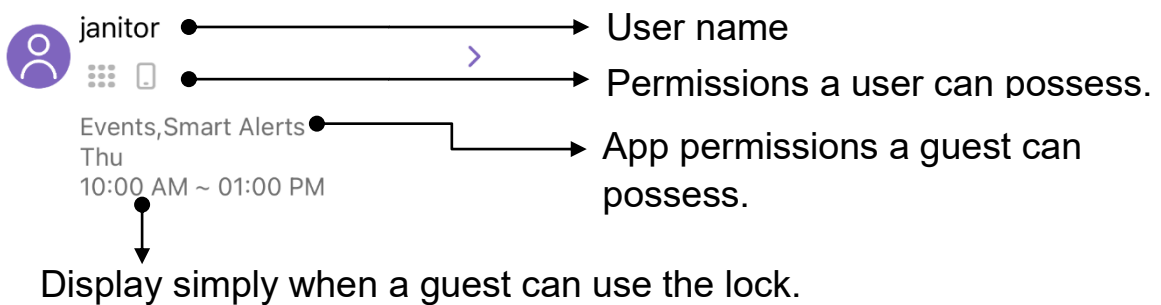 janitor
User name
Permissions a user can possess.
Events,Smart Alerts
App permissions a guest can
possess.
Thu
10:00 AM ~ 01:00 PM
Display simply when a guest can use the lock.